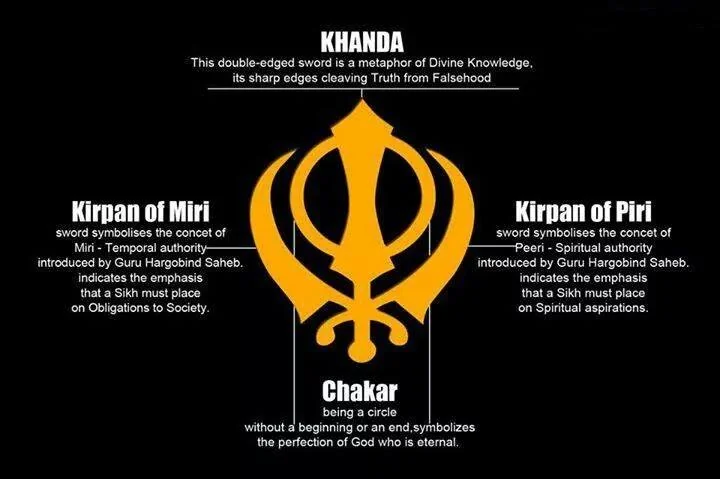 KHANDA
This double-edged sword is a metaphor of Divine Knowledge,
its sharp edges cleaving Truth from Falsehood
Kirpan of Miri
sword symbolises the concet of
Miri - Temporal authority
introduced by Guru Hargobind Saheb.
indicates the emphasis
that a Sikh must place
on Obligations to Society.
Kirpan of Piri
sword symbolises the concet of
Peeri - Spiritual authority
introduced by Guru Hargobind Saheb.
indicates the emphasis
that a Sikh must place
on Spiritual aspirations.
Chakar
being a circle
without a beginning or an end,symbolizes
the perfection of God who is eternal.